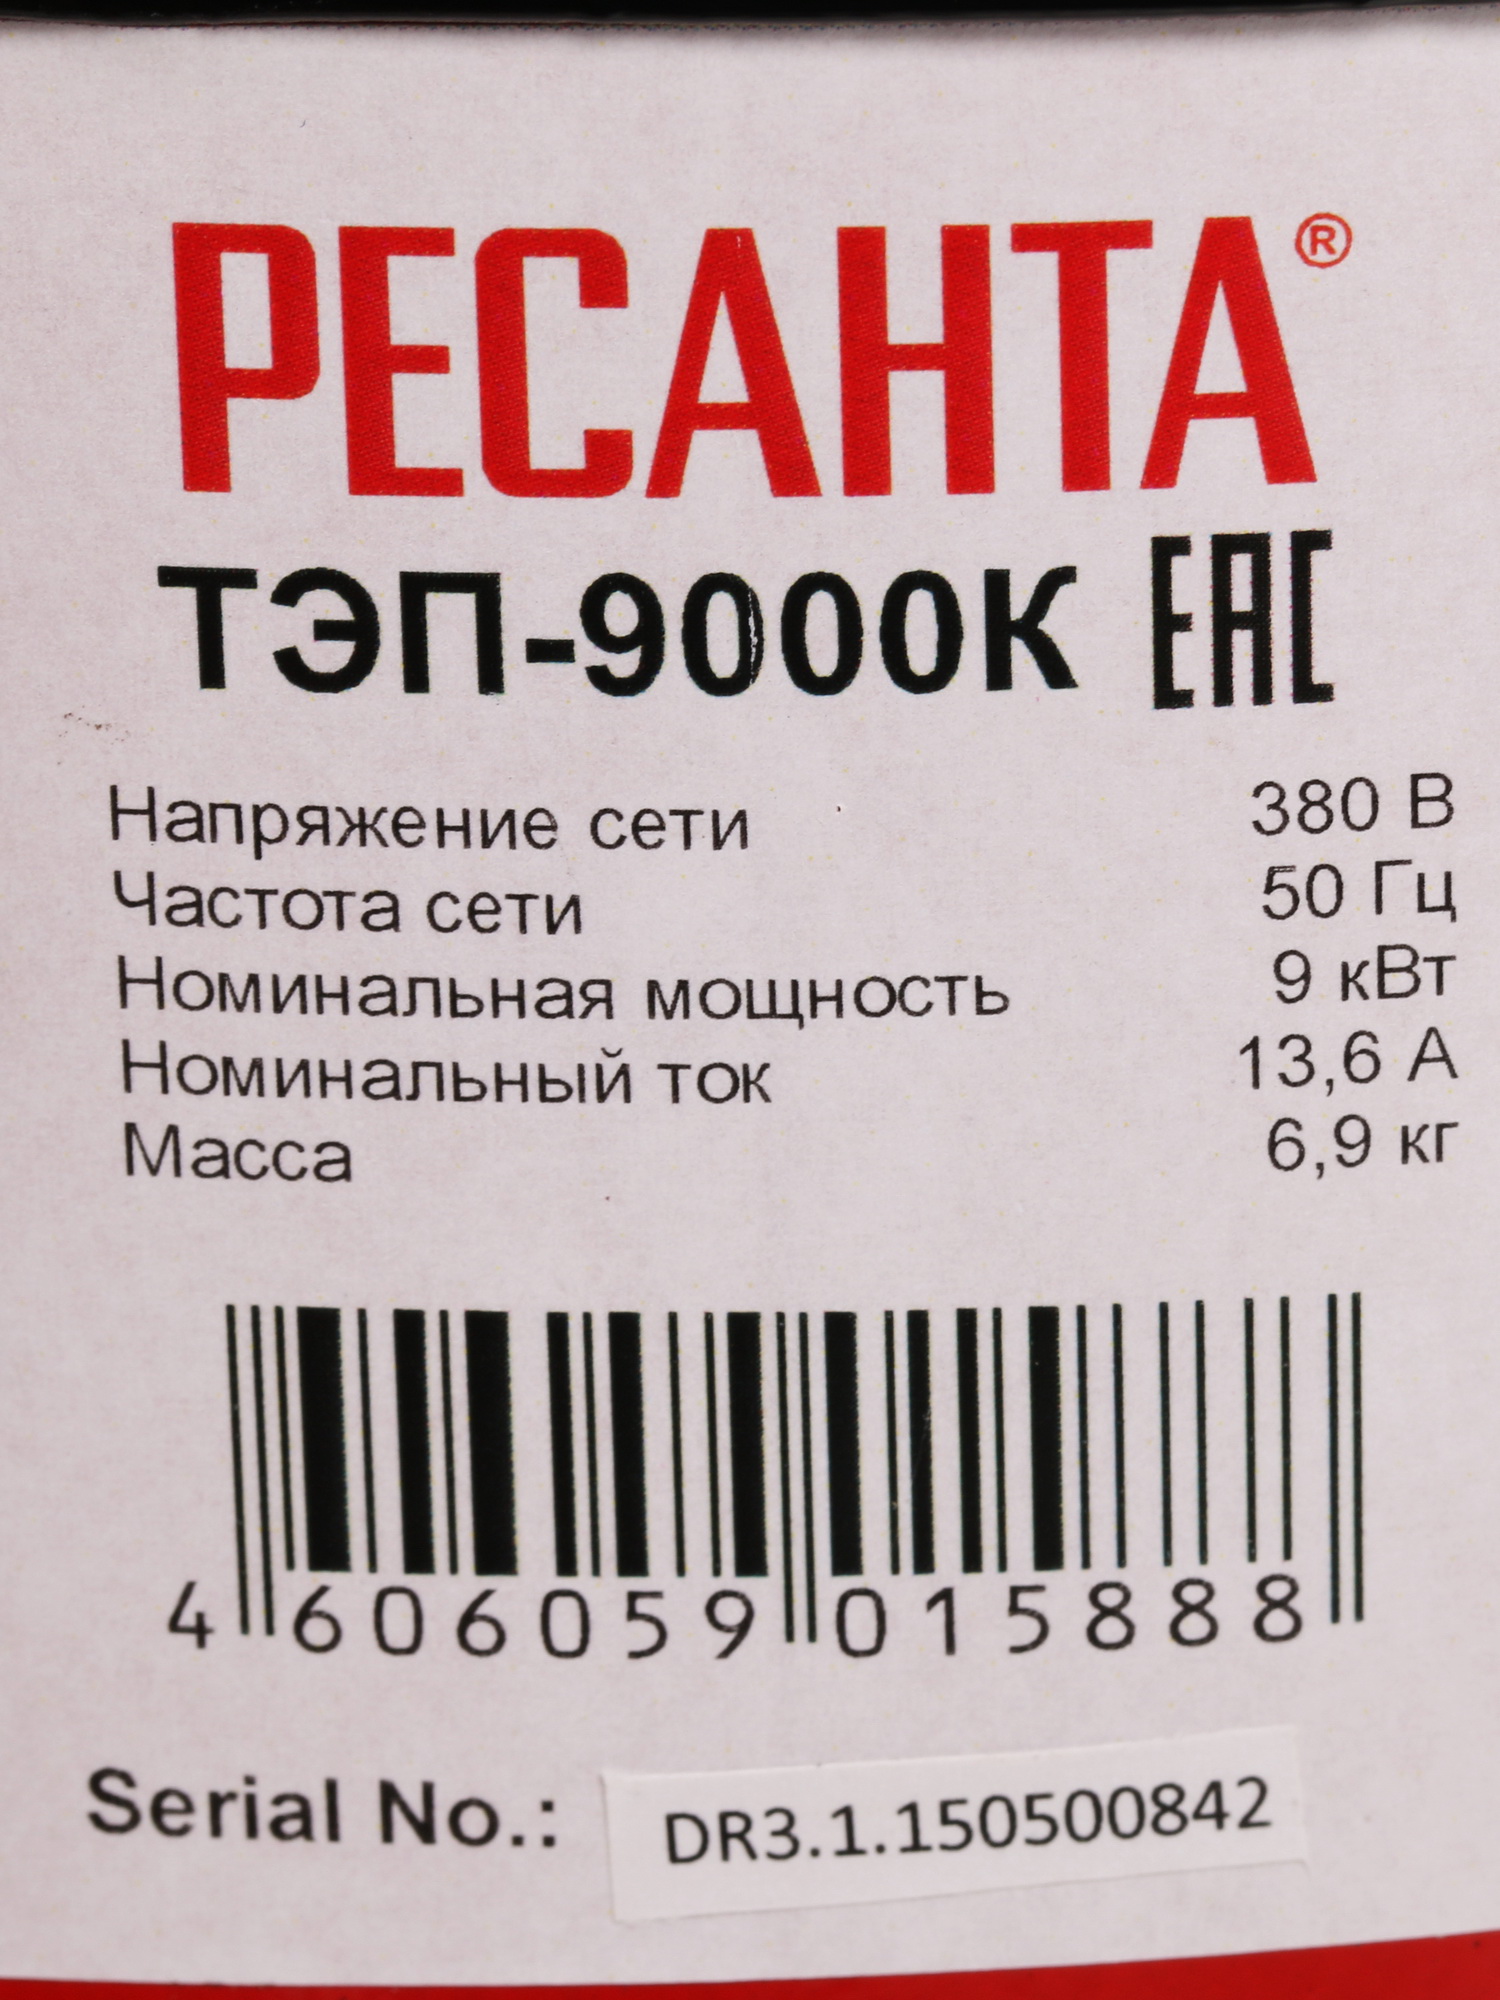 РЕСАНТА®
ТЭП-9000К ЕАС
Напряжение сети 380 В
Частота сети 50 Гц
Номинальная мощность 9 кВт
Номинальный ток 13,6 А
Масса 6,9 кг
4 606059 015888
Serial No.: DR3.1.150500842